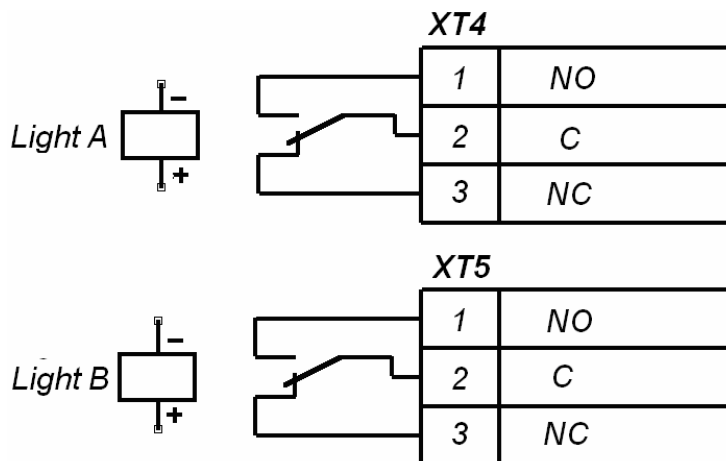 XT4
1 NO
-
Light A
2 C
+
3 NC
XT5
1 NO
-
Light B
2 C
+
3 NC